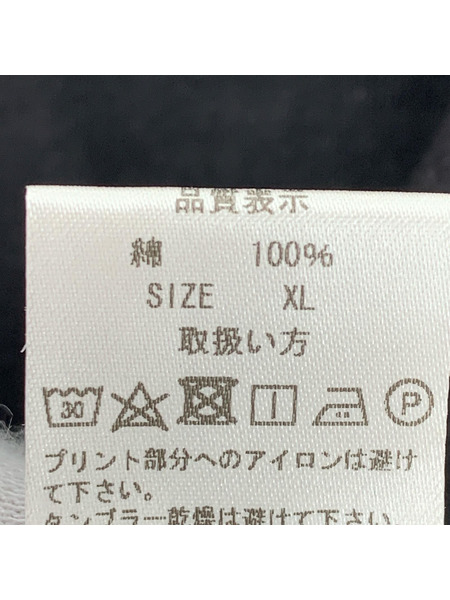 品質表示
綿 100%
SIZE XL
取扱い方
30 P
プリント部分へのアイロンは避け
て下さい。
タンブラー乾燥は避けて下さい。